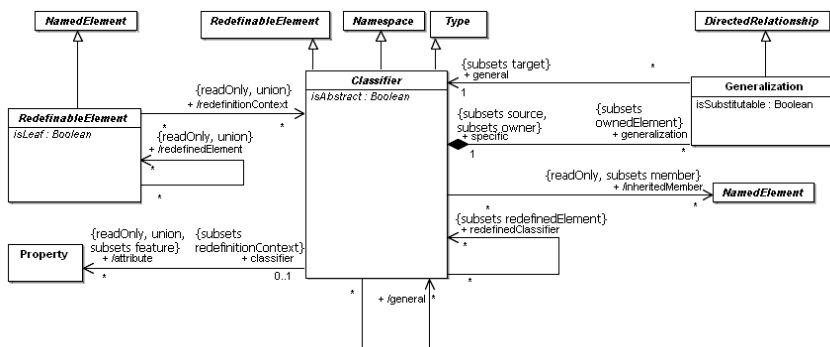 NamedElement
RedefinableElement
Namespace
Type
DirectedRelationship
{subsets target}
+ general
*
1
Classifier
isAbstract : Boolean
Generalization
isSubstitutable : Boolean
{readOnly, union}
+ /redefinitionContext
*
*
RedefinableElement
isLeaf : Boolean
{subsets source,
subsets owner}
+ specific
1
{subsets
ownedElement}
+ generalization
*
{readOnly, union}
+ /redefinedElement
*
*
{readOnly, subsets member}
+ /inheritedMember
*
*
NamedElement
{subsets redefinedElement}
+ redefinedClassifier
*
*
Property
{readOnly, union,
subsets feature}
+ /attribute
*
{subsets
redefinitionContext}
+ classifier
0..1
*
+ /general
*